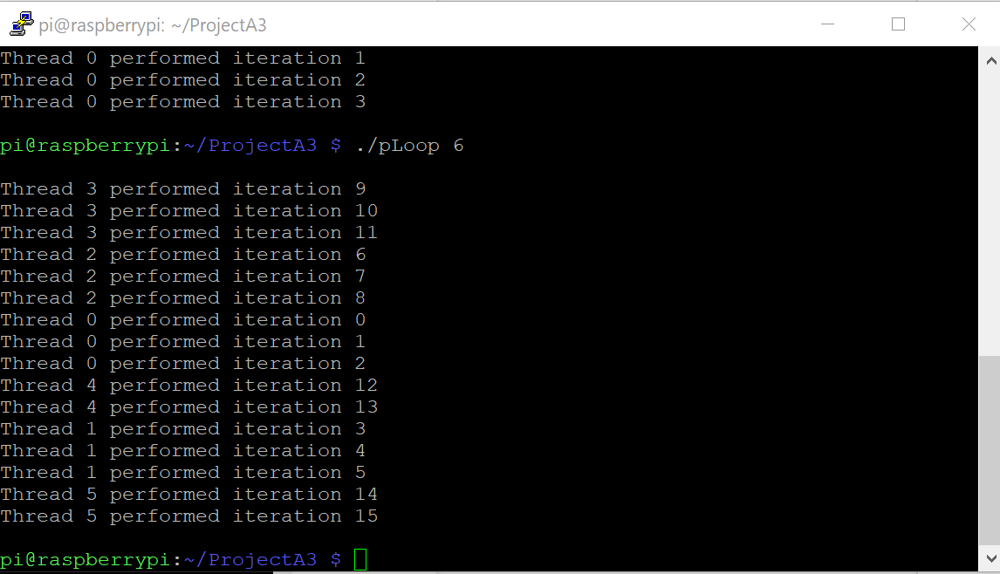 pi@raspberrypi: ~/ProjectA3
Thread 0 performed iteration 1
Thread 0 performed iteration 2
Thread 0 performed iteration 3
pi@raspberrypi:~/ProjectA3 $ ./pLoop 6
Thread 3 performed iteration 9
Thread 3 performed iteration 10
Thread 3 performed iteration 11
Thread 2 performed iteration 6
Thread 2 performed iteration 7
Thread 2 performed iteration 8
Thread 0 performed iteration 0
Thread 0 performed iteration 1
Thread 0 performed iteration 2
Thread 4 performed iteration 12
Thread 4 performed iteration 13
Thread 1 performed iteration 3
Thread 1 performed iteration 4
Thread 1 performed iteration 5
Thread 5 performed iteration 14
Thread 5 performed iteration 15
pi@raspberrypi:~/ProjectA3 $